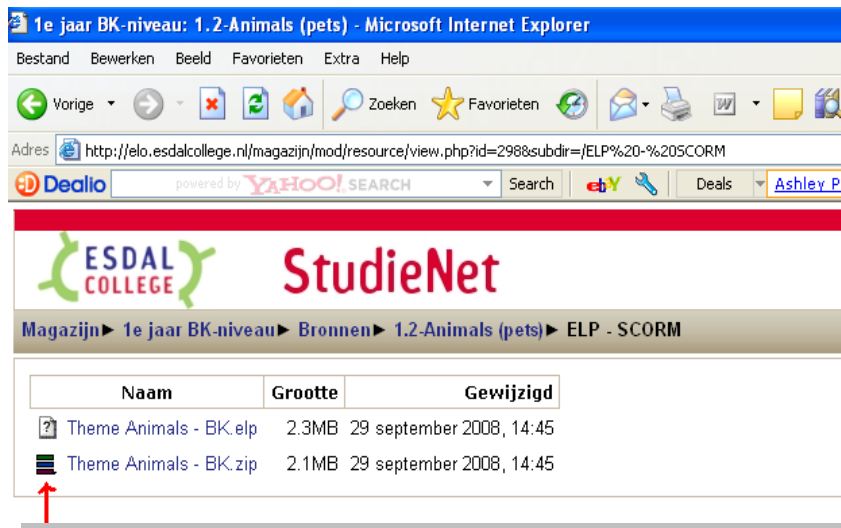 1e jaar BK-niveau: 1.2-Animals (pets) - Microsoft Internet Explorer
Bestand Bewerken Beeld Favorieten Extra Help
Vorige Zoeken Favorieten
Adres http://elo.esdalcollege.nl/magazijn/mod/resource/view.php?id=298&subdir=/ELP%20-%20SCORM
Dealio powered by YAHOO! SEARCH Search ebY Deals Ashley P
ESDAL COLLEGE StudieNet
Magazijn► 1e jaar BK-niveau► Bronnen► 1.2-Animals (pets)► ELP - SCORM
Naam Grootte Gewijzigd
Theme Animals - BK.elp 2.3MB 29 september 2008, 14:45
Theme Animals - BK.zip 2.1MB 29 september 2008, 14:45